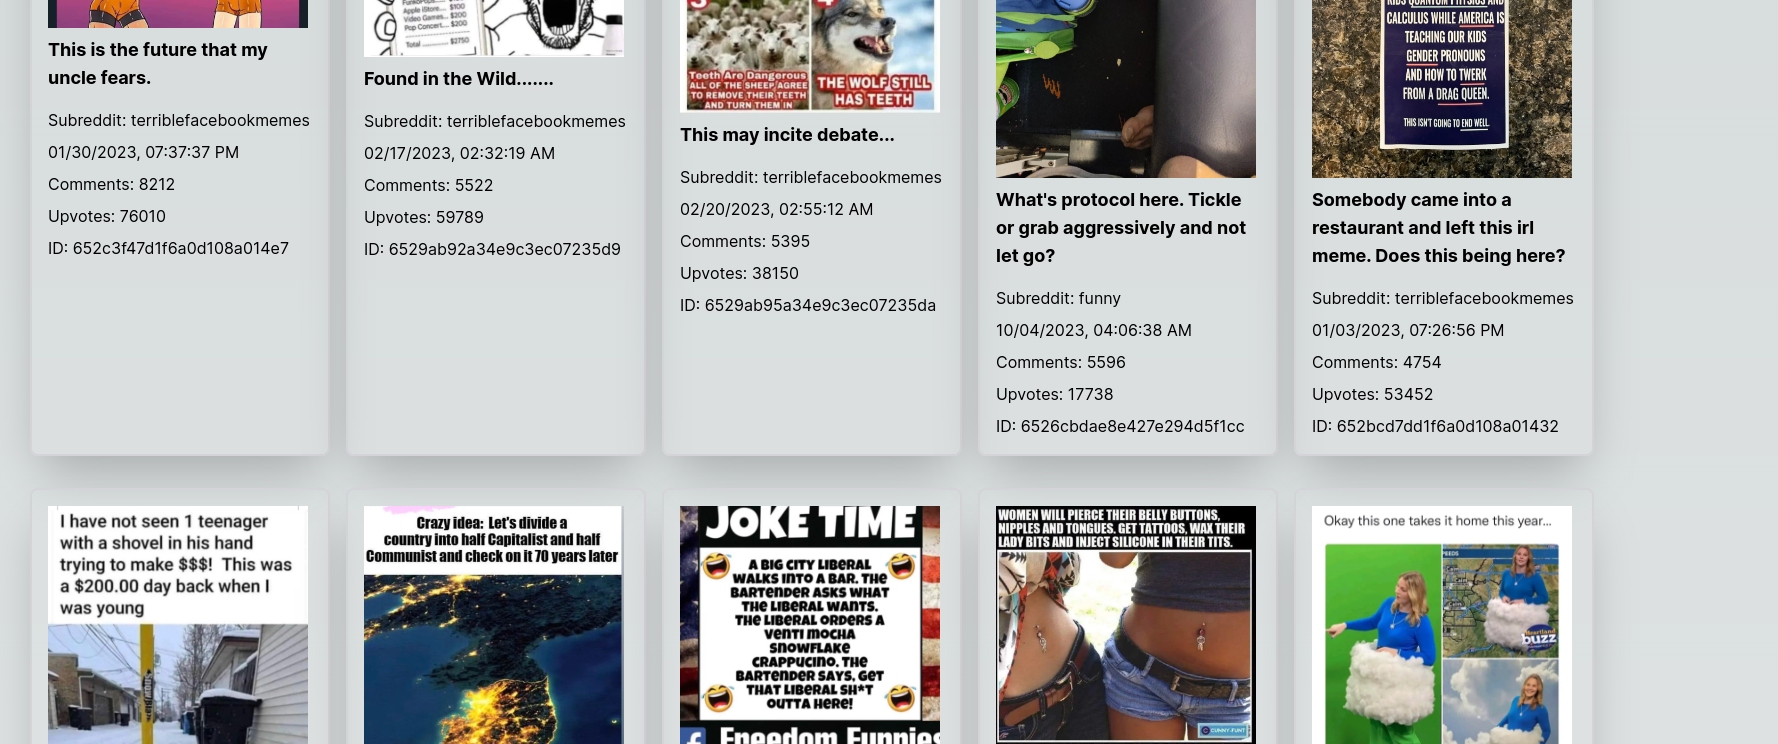 This is the future that my
uncle fears.
Subreddit: terriblefacebookmemes
01/30/2023, 07:37:37 PM
Comments: 8212
Upvotes: 76010
ID: 652c3f47d1f6a0d108a014e7
Apple iStore... $100
Video Games... $200
Pop Concert.... $200
Total ............. $2750
Found in the Wild.......
Subreddit: terriblefacebookmemes
02/17/2023, 02:32:19 AM
Comments: 5522
Upvotes: 59789
ID: 6529ab92a34e9c3ec07235d9
Teeth Are Dangerous
ALL OF THE SHEEP AGREE
TO REMOVE THEIR TEETH
AND TURN THEM IN
THE WOLF STILL
HAS TEETH
This may incite debate...
Subreddit: terriblefacebookmemes
02/20/2023, 02:55:12 AM
Comments: 5395
Upvotes: 38150
ID: 6529ab95a34e9c3ec07235da
What's protocol here. Tickle
or grab aggressively and not
let go?
Subreddit: funny
10/04/2023, 04:06:38 AM
Comments: 5596
Upvotes: 17738
ID: 6526cbdae8e427e294d5f1cc
KIDS QUANTUM PHYSICS AND
CALCULUS WHILE AMERICA IS
TEACHING OUR KIDS
GENDER PRONOUNS
AND HOW TO TWERK
FROM A DRAG QUEEN.
THIS ISN'T GOING TO END WELL.
Somebody came into a
restaurant and left this irl
meme. Does this being here?
Subreddit: terriblefacebookmemes
01/03/2023, 07:26:56 PM
Comments: 4754
Upvotes: 53452
ID: 652bcd7dd1f6a0d108a01432
I have not seen 1 teenager
with a shovel in his hand
trying to make $$$! This was
a $200.00 day back when I
was young
Crazy idea: Let's divide a
country into half Capitalist and half
Communist and check on it 70 years later
JOKE TIME
A BIG CITY LIBERAL
WALKS INTO A BAR. THE
BARTENDER ASKS WHAT
THE LIBERAL WANTS.
THE LIBERAL ORDERS A
VENTI MOCHA
SNOWFLAKE
CRAPPUCINO. THE
BARTENDER SAYS, GET
THAT LIBERAL SH*T
OUTTA HERE!
Freedom Funnies
WOMEN WILL PIERCE THEIR BELLY BUTTONS,
NIPPLES AND TONGUES. GET TATTOOS, WAX THEIR
LADY BITS AND INJECT SILICONE IN THEIR TITS.
Okay this one takes it home this year...
buzz